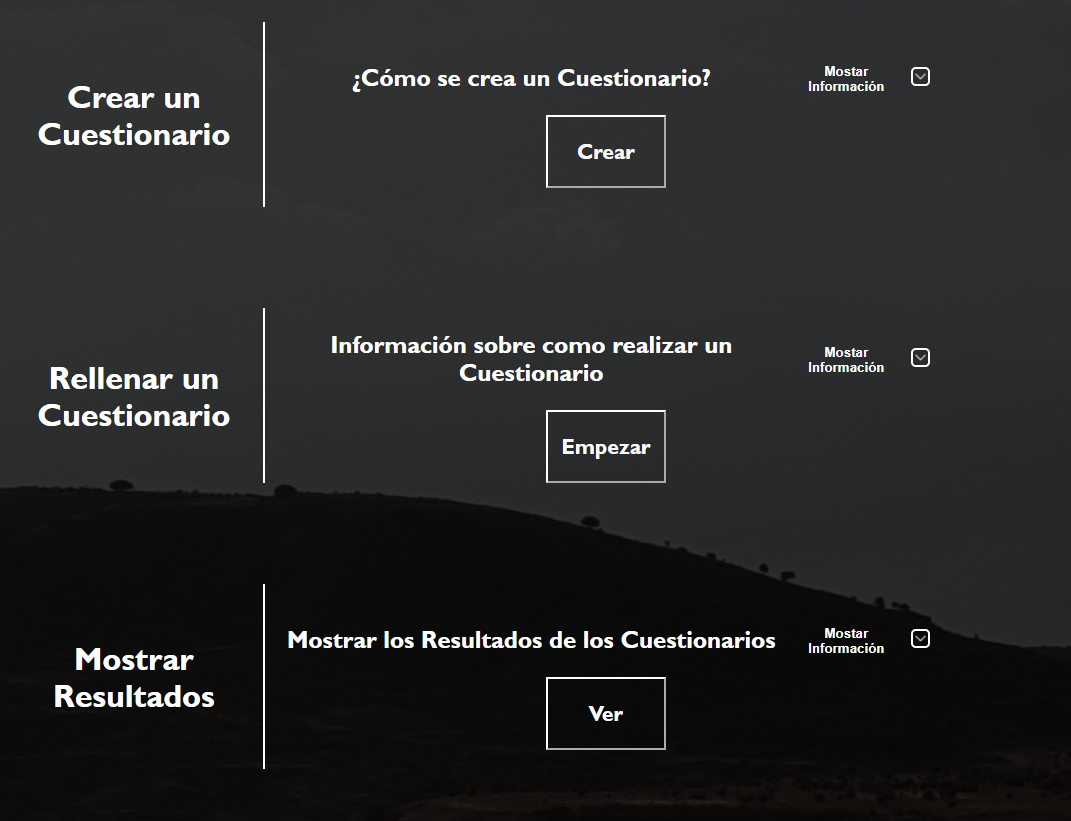 Crear un
Cuestionario
¿Cómo se crea un Cuestionario?
Mostar
Información
Crear
Rellenar un
Cuestionario
Información sobre como realizar un
Cuestionario
Mostar
Información
Empezar
Mostrar
Resultados
Mostrar los Resultados de los Cuestionarios
Mostar
Información
Ver